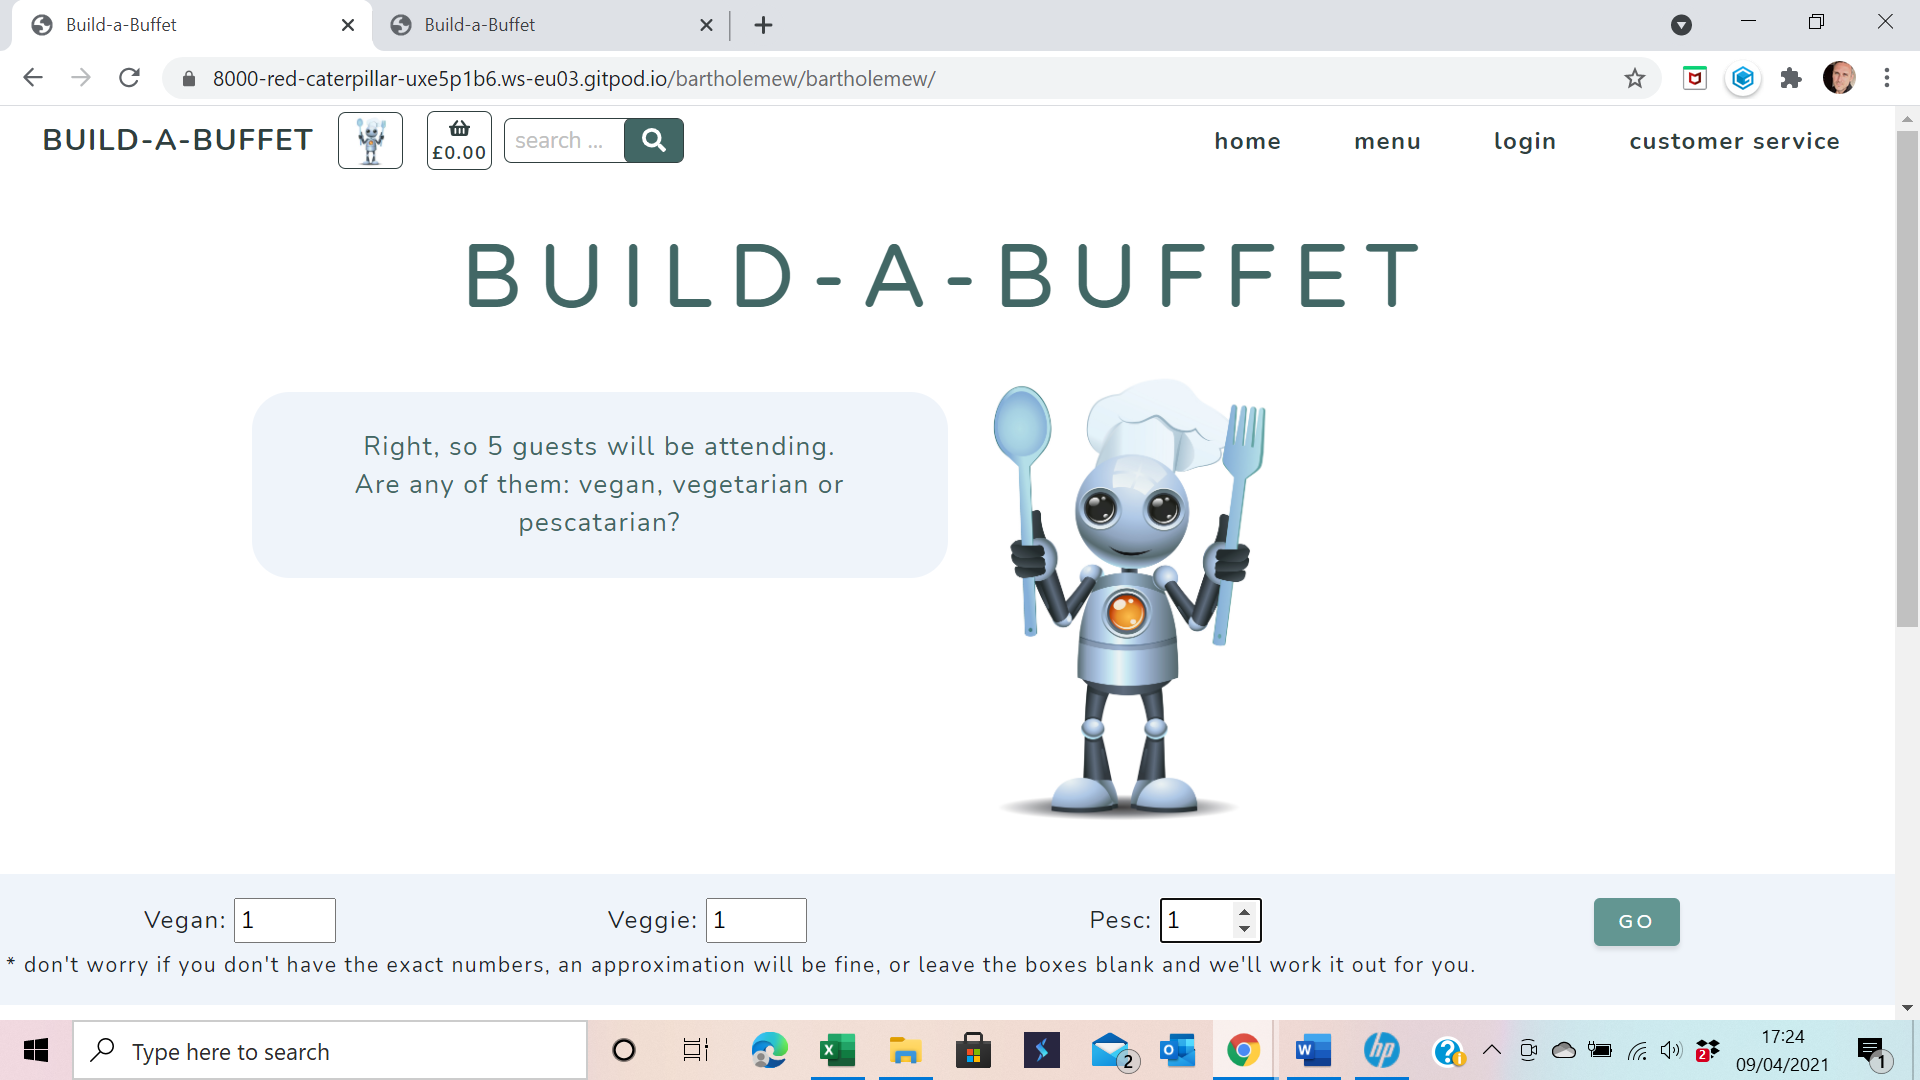 Build-a-Buffet
Build-a-Buffet
8000-red-caterpillar-uxe5p1b6.ws-eu03.gitpod.io/bartholemew/bartholemew/
BUILD-A-BUFFET
£0.00
search ...
home
menu
login
customer service
BUILD-A-BUFFET
Right, so 5 guests will be attending.
Are any of them: vegan, vegetarian or
pescatarian?
Vegan: 1
Veggie: 1
Pesc: 1
GO
* don't worry if you don't have the exact numbers, an approximation will be fine, or leave the boxes blank and we'll work it out for you.
Type here to search
X
2
O
W
hp
?
i
2
17:24
09/04/2021
1